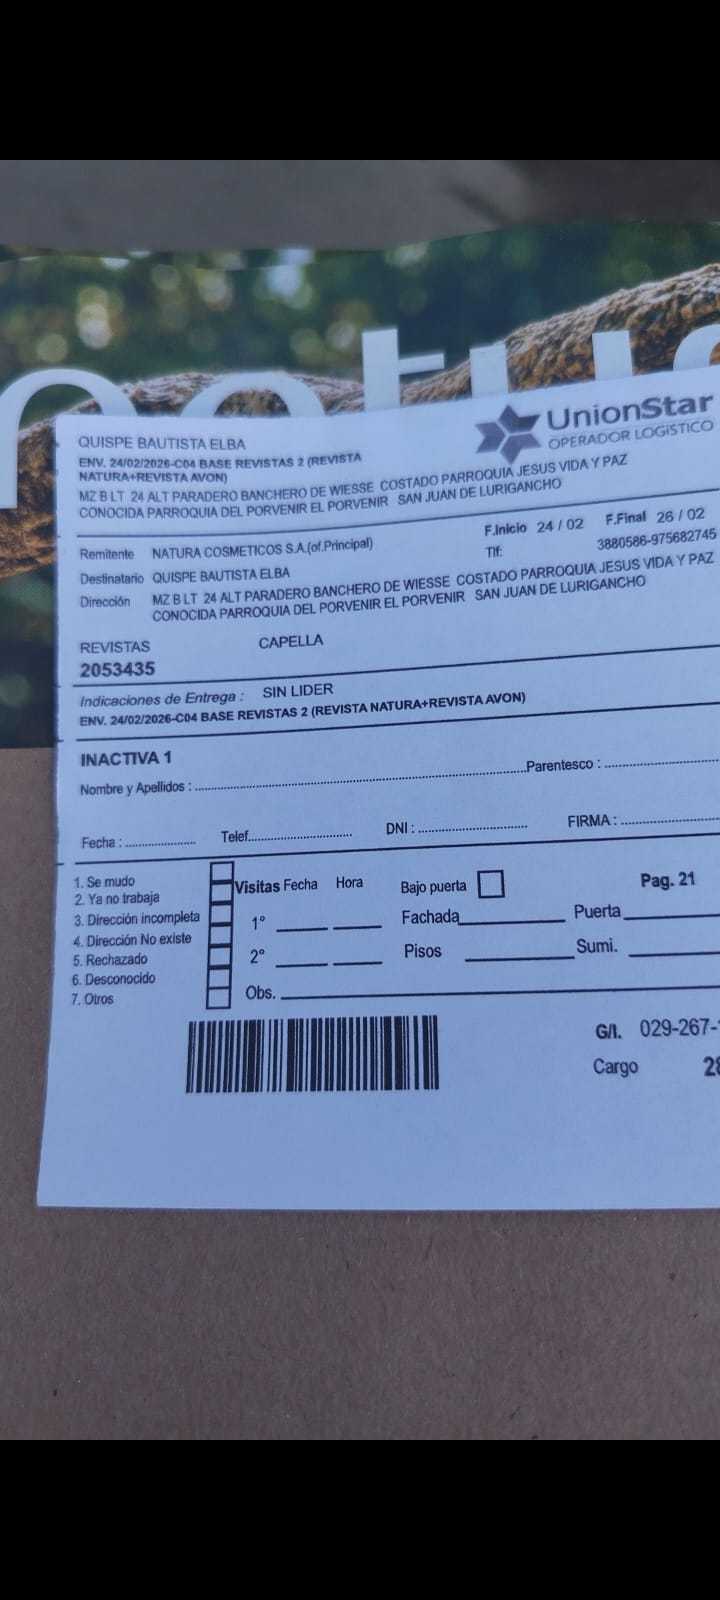 natu
UnionStar
OPERADOR LOGÍSTICO
QUISPE BAUTISTA ELBA
ENV. 24/02/2026-C04 BASE REVISTAS 2 (REVISTA
NATURA+REVISTA AVON)
MZ B LT 24 ALT PARADERO BANCHERO DE WIESSE COSTADO PARROQUIA JESUS VIDA Y PAZ
CONOCIDA PARROQUIA DEL PORVENIR EL PORVENIR SAN JUAN DE LURIGANCHO
F.Inicio 24 / 02 F.Final 26 / 02
Remitente NATURA COSMETICOS S.A.(of.Principal) Tlf: 3880586-975682745
Destinatario QUISPE BAUTISTA ELBA
Dirección MZ B LT 24 ALT PARADERO BANCHERO DE WIESSE COSTADO PARROQUIA JESUS VIDA Y PAZ
CONOCIDA PARROQUIA DEL PORVENIR EL PORVENIR SAN JUAN DE LURIGANCHO
REVISTAS CAPELLA
2053435
Indicaciones de Entrega : SIN LIDER
ENV. 24/02/2026-C04 BASE REVISTAS 2 (REVISTA NATURA+REVISTA AVON)
INACTIVA 1
Nombre y Apellidos : Parentesco :
Fecha : Telef. DNI : FIRMA :
1. Se mudo
2. Ya no trabaja
3. Dirección incompleta
4. Dirección No existe
5. Rechazado
6. Desconocido
7. Otros
Visitas Fecha Hora Bajo puerta Pag. 21
1° Fachada Puerta
2° Pisos Sumi.
Obs.
G/I. 029-267-
Cargo 28